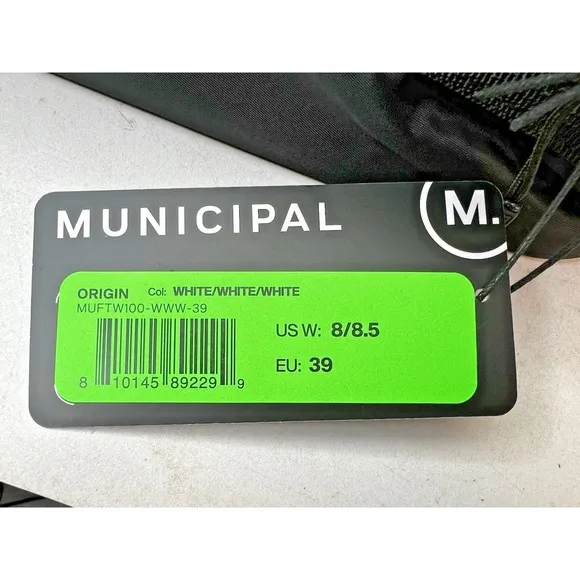 MUNICIPAL
M.
ORIGIN Col: WHITE/WHITE/WHITE
MUFTW100-WWW-39
US W: 8/8.5
EU: 39
8 10145 89229 9